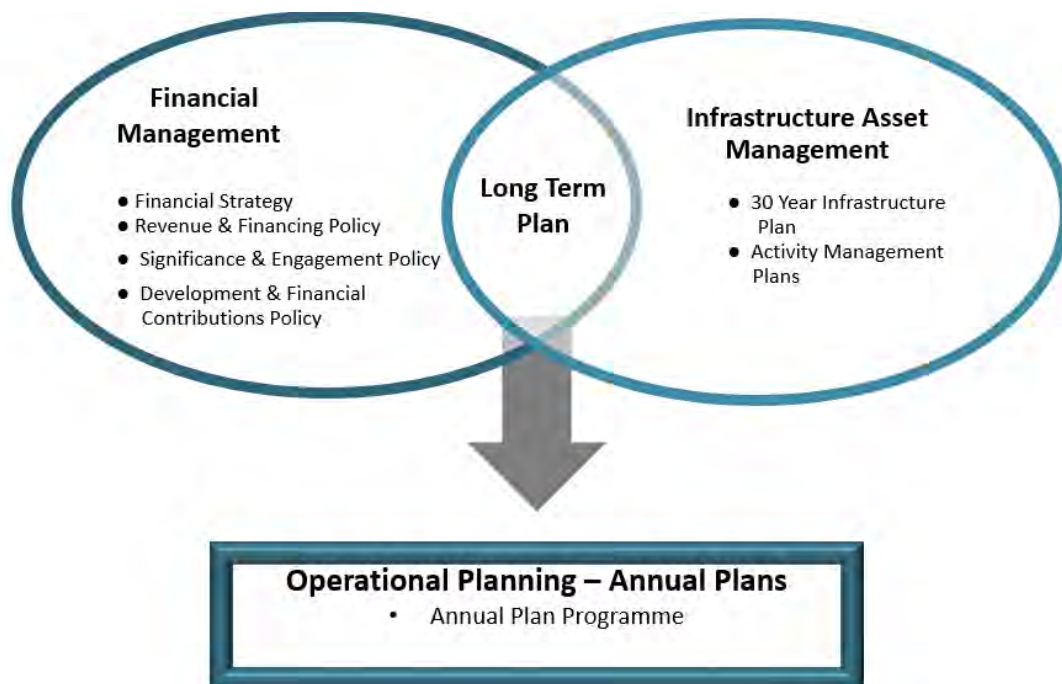 Financial
Management
● Financial Strategy
● Revenue & Financing Policy
● Significance & Engagement Policy
● Development & Financial
Contributions Policy
Long Term
Plan
Infrastructure Asset
Management
● 30 Year Infrastructure
Plan
● Activity Management
Plans
Operational Planning – Annual Plans
• Annual Plan Programme